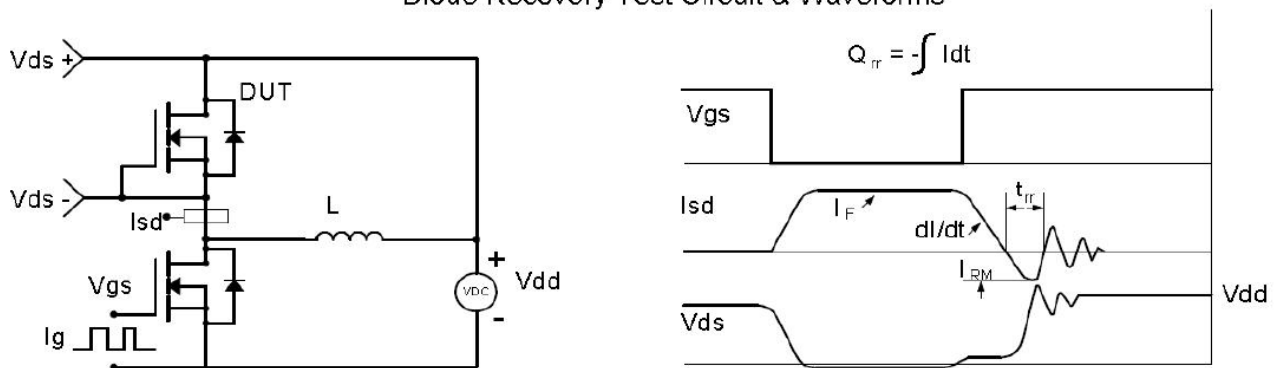 Diode Recovery Test Circuit & Waveforms
Vds +
DUT
Vds -
Isd
L
Vgs
Ig
+
VDC
-
Vdd
Q rr = -∫ Idt
Vgs
Isd
I F
dI/dt
t rr
I RM
Vds
Vdd